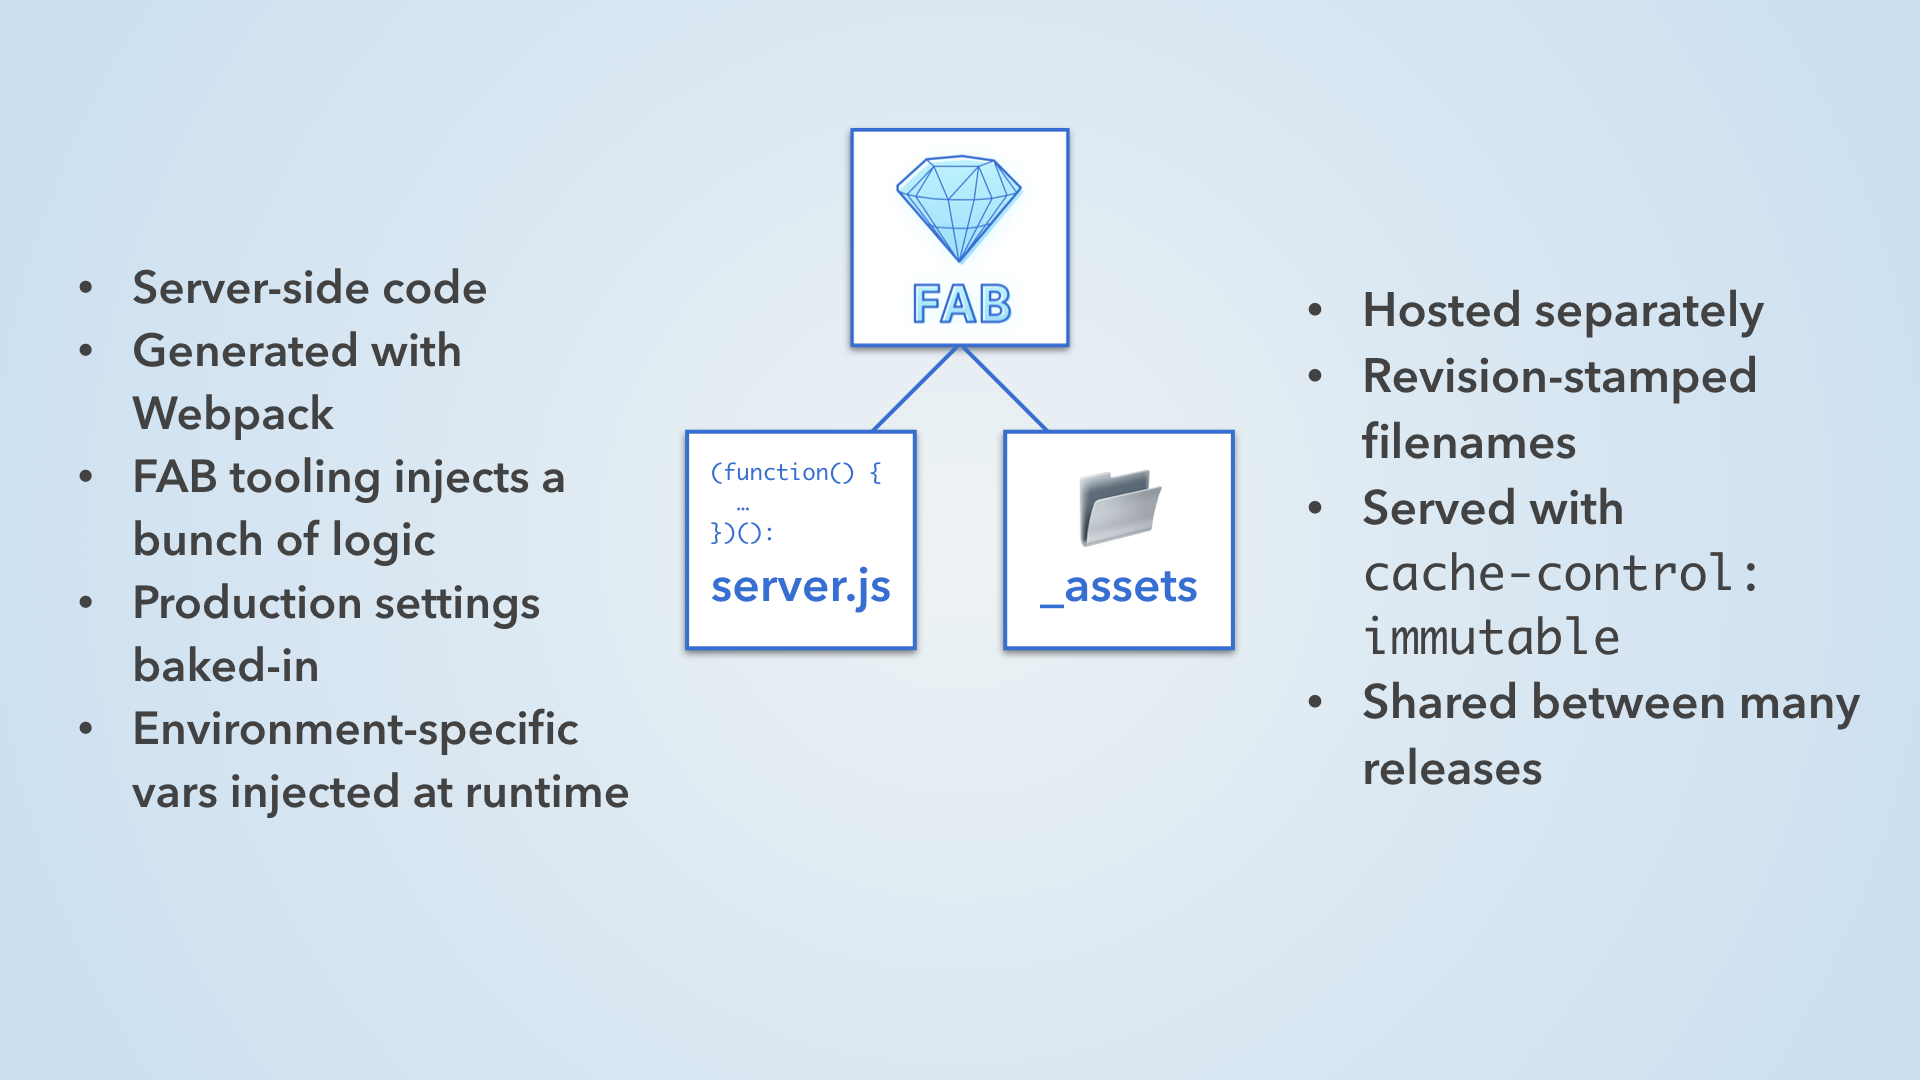 FAB
• Server-side code
• Generated with
Webpack
• FAB tooling injects a
bunch of logic
• Production settings
baked-in
• Environment-specific
vars injected at runtime
(function() {
…
})():
server.js
_assets
• Hosted separately
• Revision-stamped
filenames
• Served with
cache-control:
immutable
• Shared between many
releases